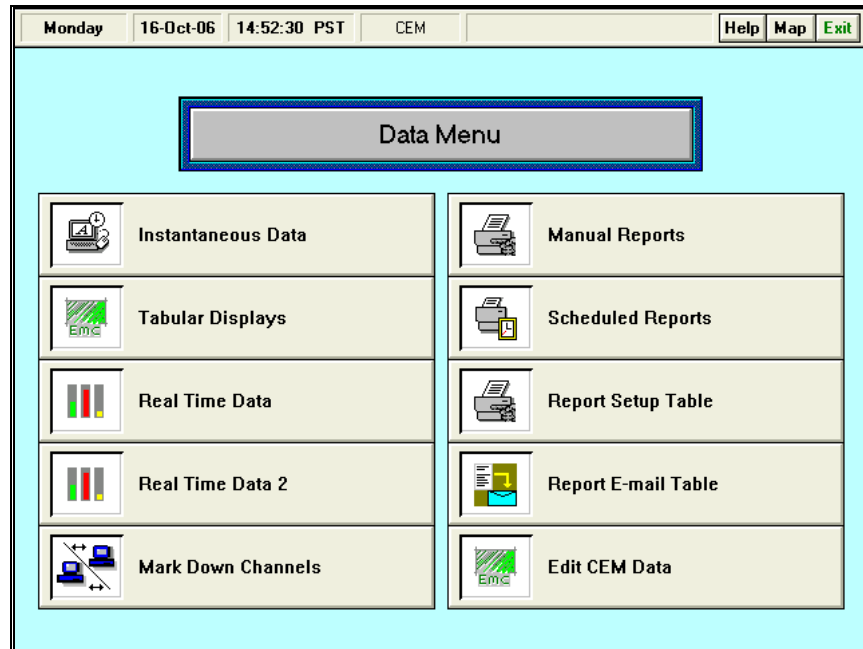 Monday 16-Oct-06 14:52:30 PST CEM Help Map Exit
Data Menu
Instantaneous Data
EMC Tabular Displays
Real Time Data
Real Time Data 2
Mark Down Channels
Manual Reports
Scheduled Reports
Report Setup Table
Report E-mail Table
EMC Edit CEM Data